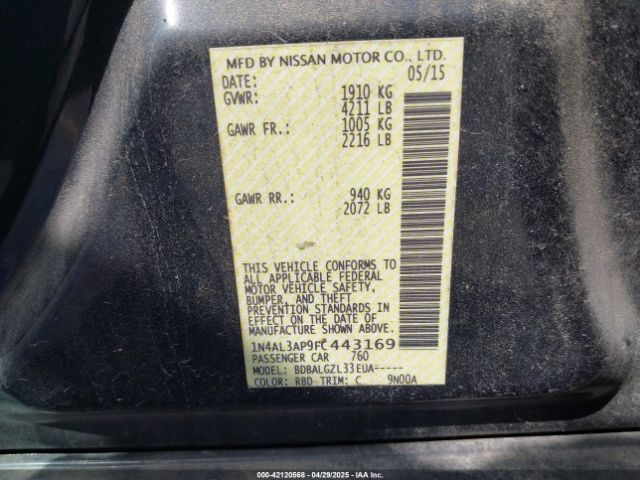 MFD BY NISSAN MOTOR CO., LTD.
DATE: 05/15
GVWR: 1910 KG
4211 LB
GAWR FR.: 1005 KG
2216 LB
GAWR RR.: 940 KG
2072 LB
THIS VEHICLE CONFORMS TO
ALL APPLICABLE FEDERAL
MOTOR VEHICLE SAFETY,
BUMPER, AND THEFT
PREVENTION STANDARDS IN
EFFECT ON THE DATE OF
MANUFACTURE SHOWN ABOVE.
1N4AL3AP9FC443169
PASSENGER CAR 760
MODEL: BDBALGZL33EUA-----
COLOR: RBD TRIM: C 9N00A
000-42120568 - 04/29/2025 - IAA Inc.